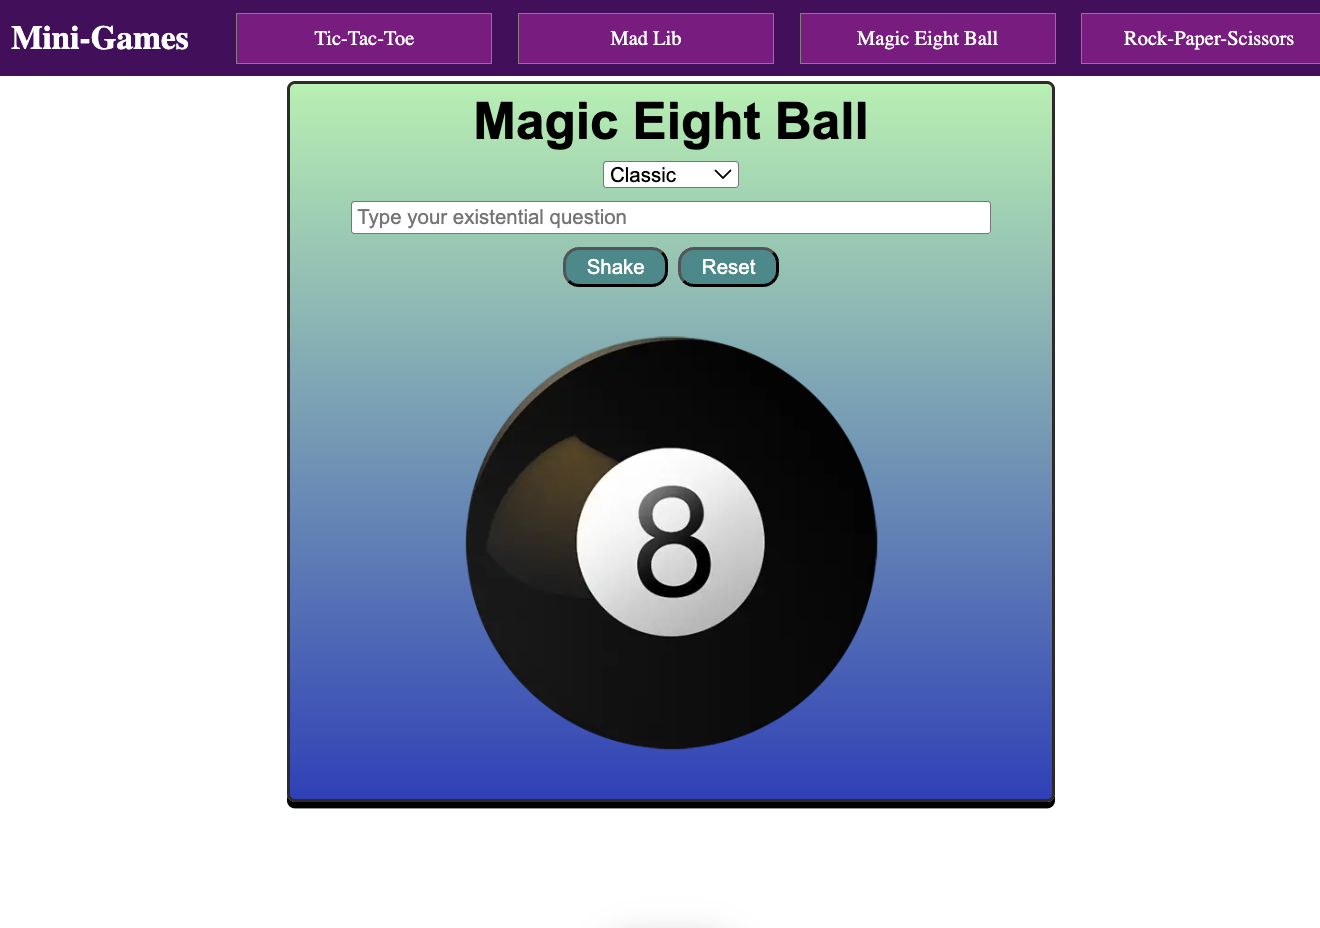 Mini-Games
Tic-Tac-Toe
Mad Lib
Magic Eight Ball
Rock-Paper-Scissors
Magic Eight Ball
Classic
Type your existential question
Shake
Reset
8